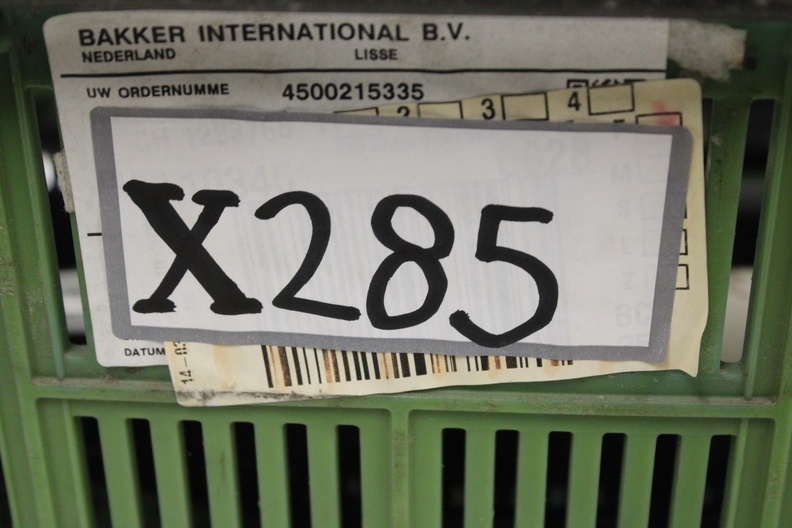 BAKKER INTERNATIONAL B.V.
NEDERLAND LISSE
UW ORDERNUMME 4500215335
2 3 4
X285
DATUM